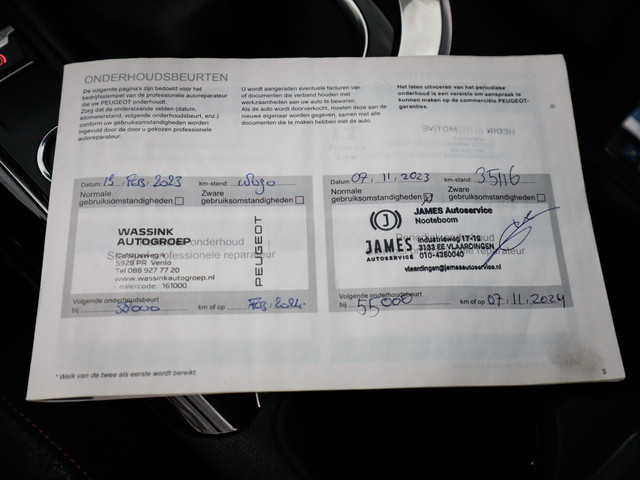 ONDERHOUDSBEURTEN
De volgende pagina's zijn bedoeld voor het
bedrijfsstempel van de professionele autoreparateur
die uw PEUGEOT onderhoudt.
Zorg dat de onderstaande velden (datum,
kilometerstand, volgende onderhoudsbeurt, enz.)
conform uw gebruiksomstandigheden worden
ingevuld door de door u gekozen professionele
autoreparateur.
U wordt aangeraden eventuele facturen van
of documenten die verband houden met
werkzaamheden aan uw auto te bewaren.
Als de auto wordt doorverkocht, moeten deze aan de
nieuwe eigenaar worden gegeven, samen met alle
documenten die te maken hebben met de auto.
Het laten uitvoeren van het periodieke
onderhoud is een vereiste om aanspraak te
kunnen maken op de commerciële PEUGEOT-
garanties.
Datum: 15 FEB. 2023 km-stand:
Normale gebruiksomstandigheden
Zware gebruiksomstandigheden
WASSINK
AUTOGROEP
Celsiusweg 4
5928 PR Venlo
Tel 088 927 77 20
www.wassinkautogroep.nl
dealercode: 161000
PEUGEOT
onderhoud
professionele reparateur
Volgende onderhoudsbeurt
bij km of op FEB. 2024
Datum: 07. 11. 2023 km-stand: 35116
Normale gebruiksomstandigheden
Zware gebruiksomstandigheden
JAMES Autoservice
Nooteboom
JAMES
AUTOSERVICE
Industrieweg 17-19
3133 EE VLAARDINGEN
010-4350040
vlaardingen@jamesautoservice.nl
Volgende onderhoudsbeurt
bij 55000 km of op 07.11.2024
* Welk van de twee als eerste wordt bereikt.
3